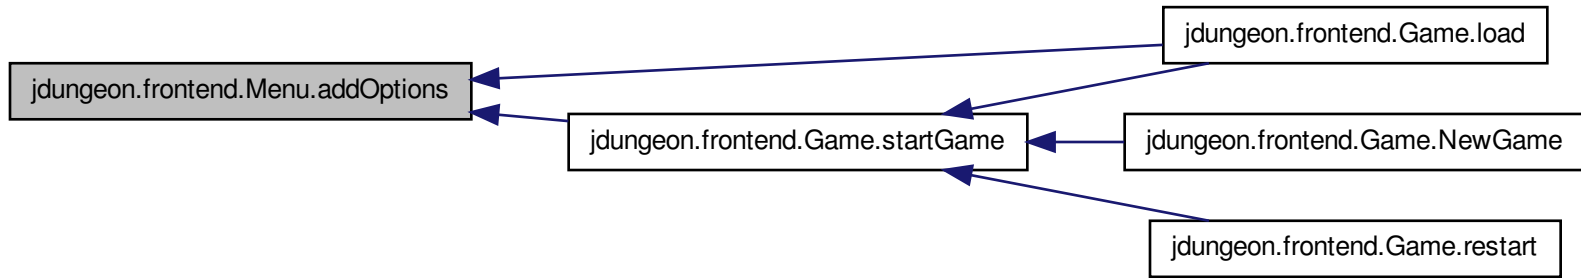 jdungeon.frontend.Game.load
jdungeon.frontend.Menu.addOptions
jdungeon.frontend.Game.startGame
jdungeon.frontend.Game.NewGame
jdungeon.frontend.Game.restart